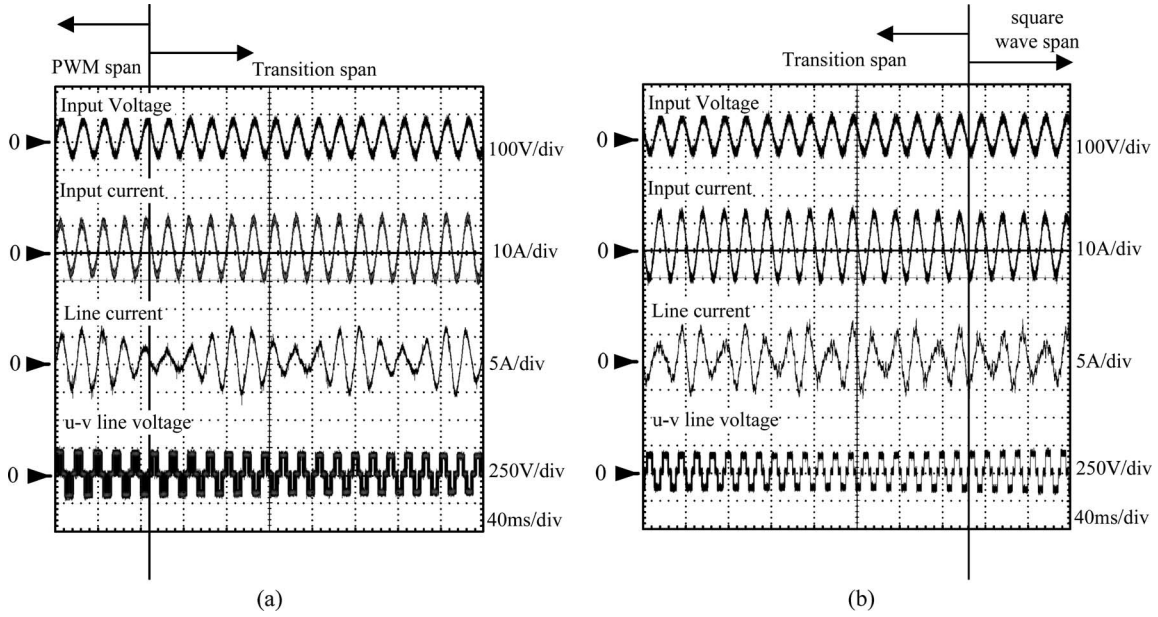 PWM span
Transition span
Input Voltage
0
100V/div
Input current
0
10A/div
Line current
0
5A/div
u-v line voltage
0
250V/div
40ms/div
(a)
Transition span
square
wave span
Input Voltage
0
100V/div
Input current
0
10A/div
Line current
0
5A/div
u-v line voltage
0
250V/div
40ms/div
(b)